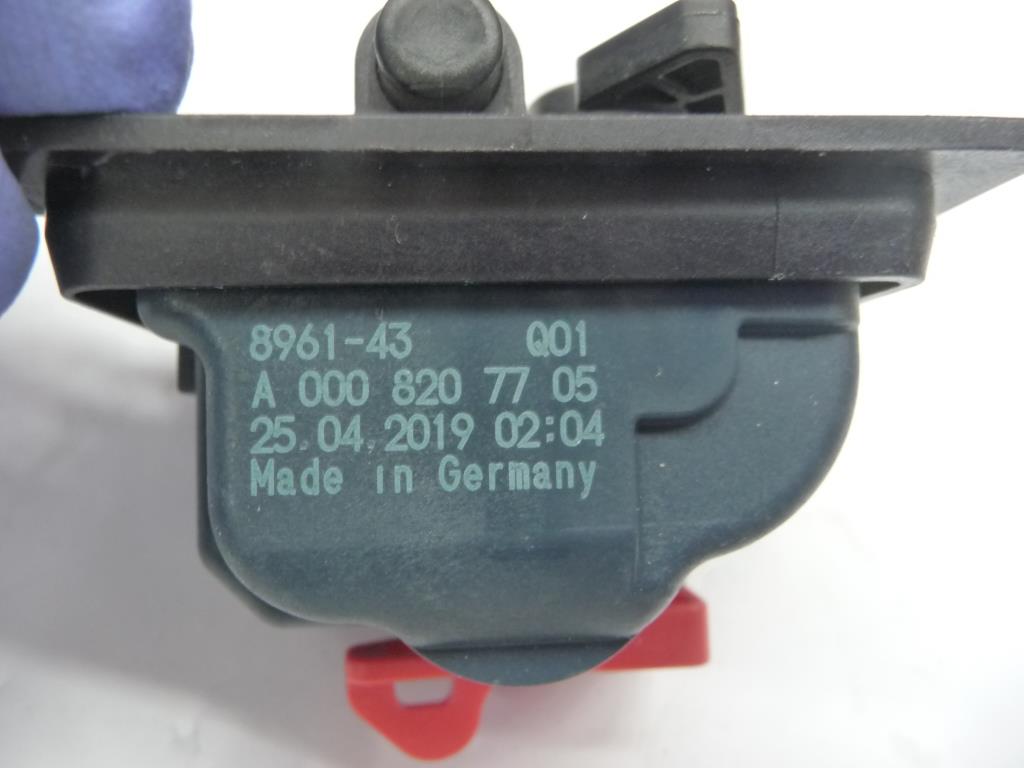 8961-43 Q01
A 000 820 77 05
25.04.2019 02:04
Made in Germany